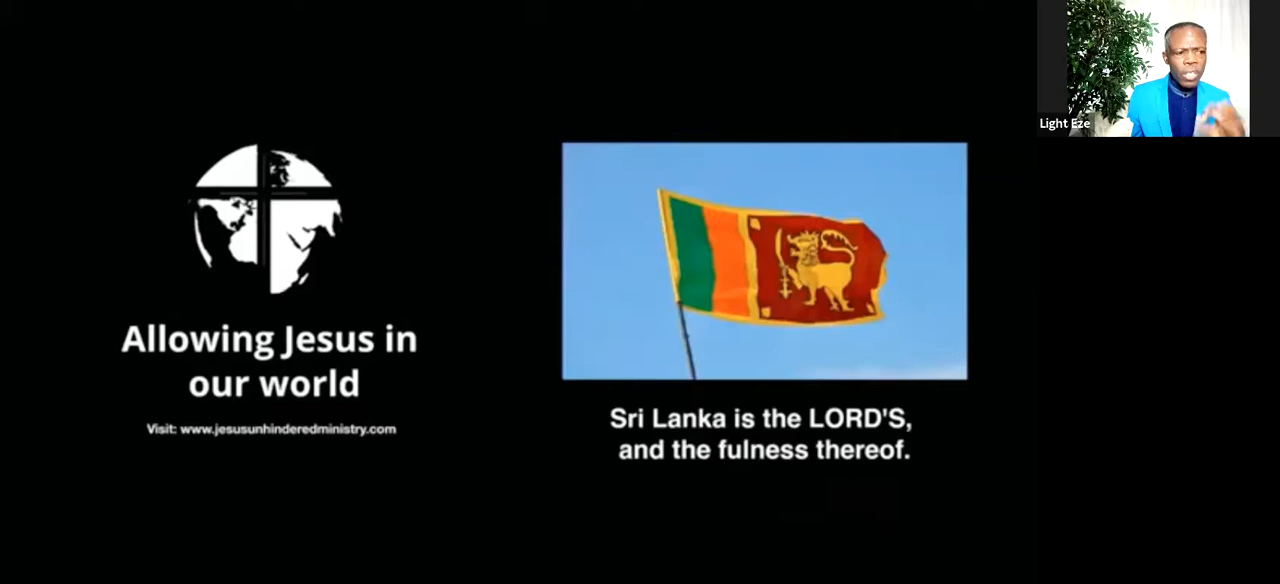 Light Eze
Allowing Jesus in
our world
Visit: www.jesusunhinderedministry.com
Sri Lanka is the LORD'S,
and the fulness thereof.